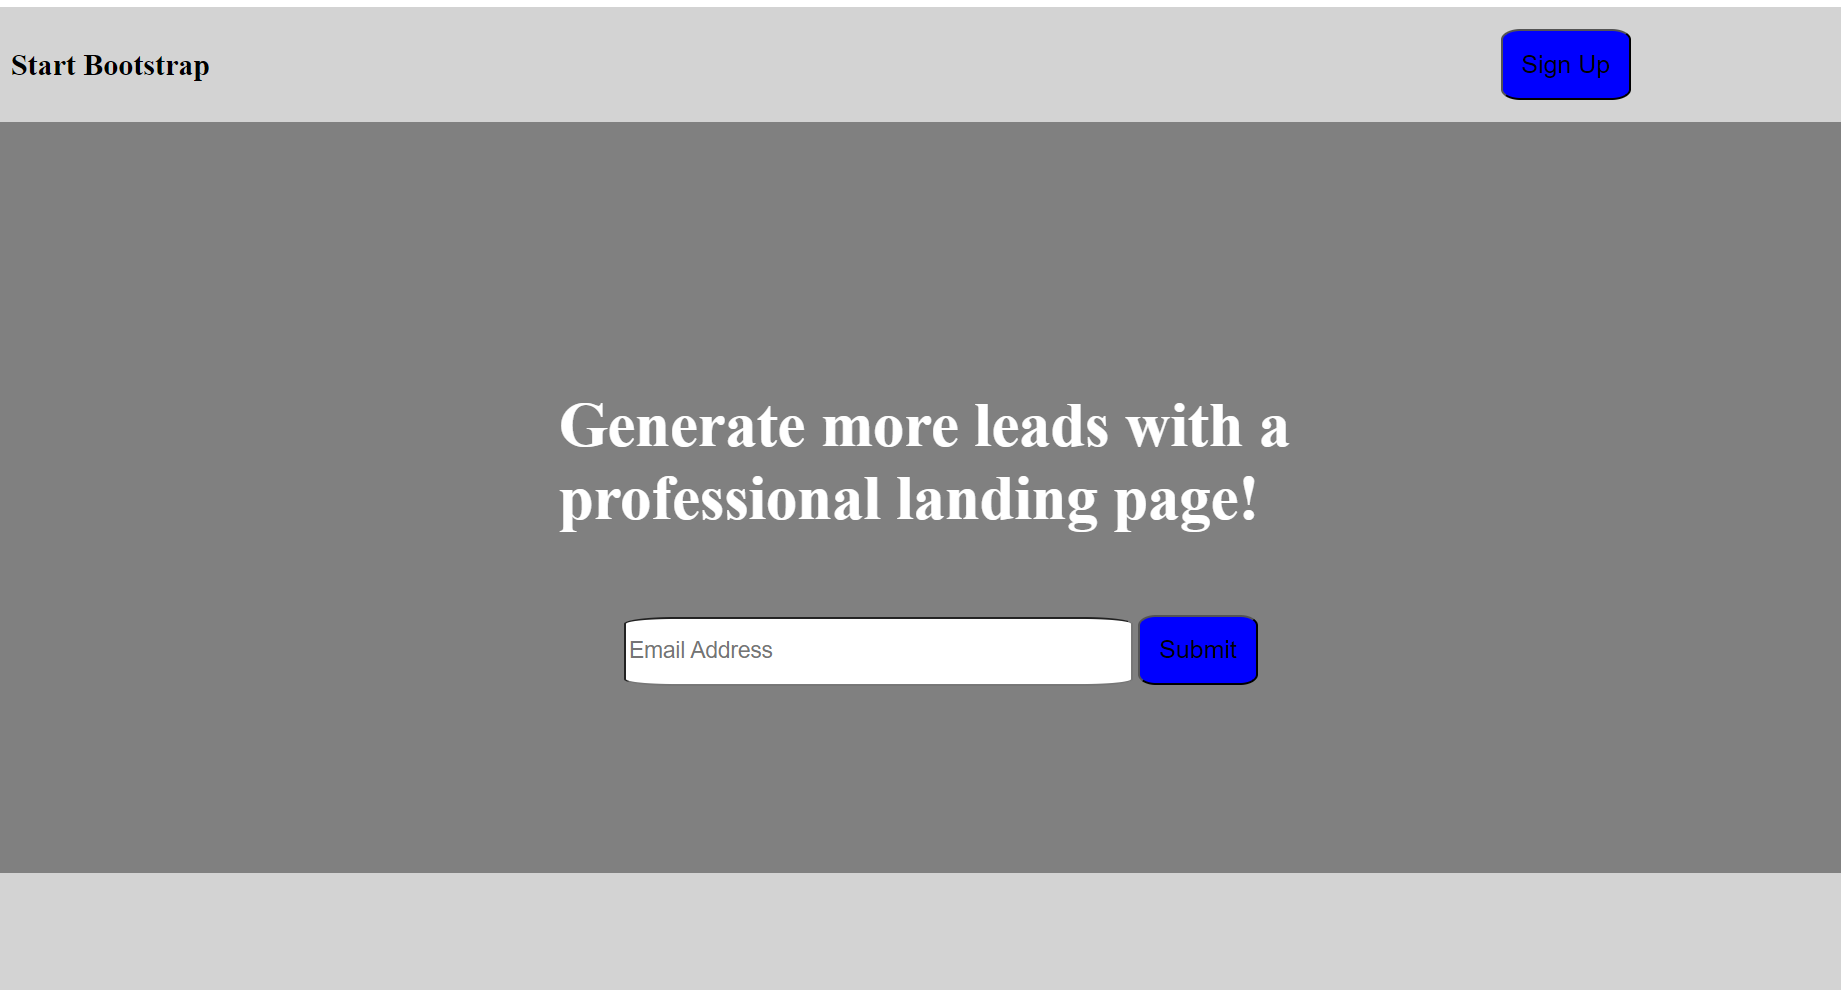 Start Bootstrap
Sign Up
Generate more leads with a
professional landing page!
Email Address
Submit